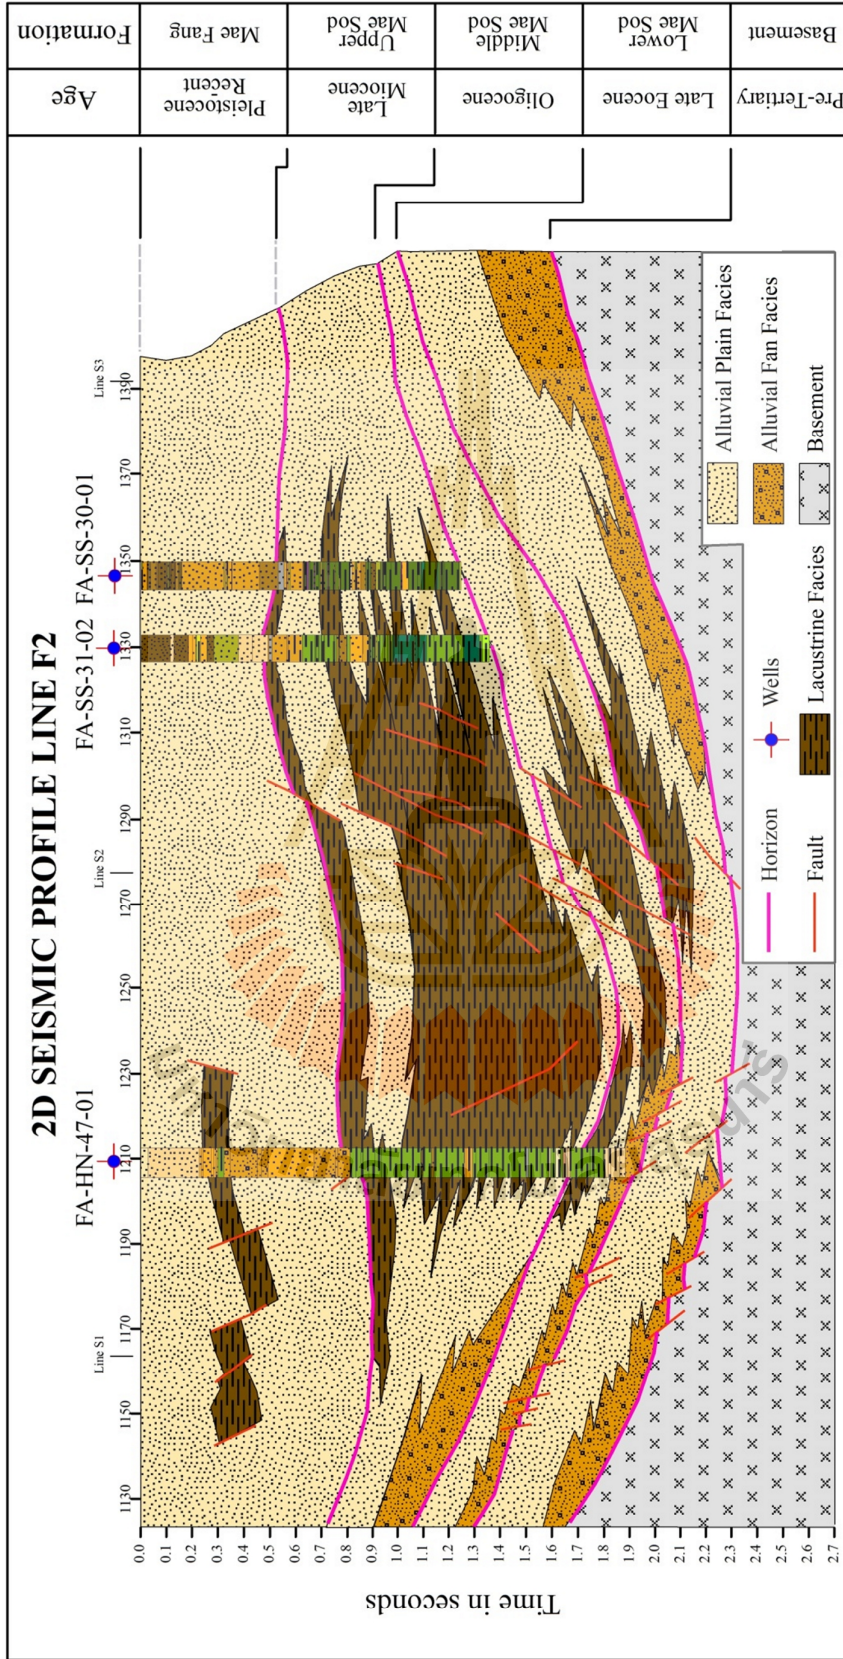 2D SEISMIC PROFILE LINE F2
FA-HN-47-01
FA-SS-31-02
FA-SS-30-01
Line S1
Line S2
Line S3
1130
1150
1170
1190
1210
1230
1250
1270
1290
1310
1330
1350
1370
1390
Time in seconds
0.0
0.1
0.2
0.3
0.4
0.5
0.6
0.7
0.8
0.9
1.0
1.1
1.2
1.3
1.4
1.5
1.6
1.7
1.8
1.9
2.0
2.1
2.2
2.3
2.4
2.5
2.6
2.7
Age
Formation
Pleistocene
-
Recent
Mae Fang
Late
Miocene
Upper
Mae Sod
Oligocene
Middle
Mae Sod
Late Eocene
Lower
Mae Sod
Pre-Tertiary
Basement
Horizon
Fault
Wells
Lacustrine Facies
Alluvial Plain Facies
Alluvial Fan Facies
Basement